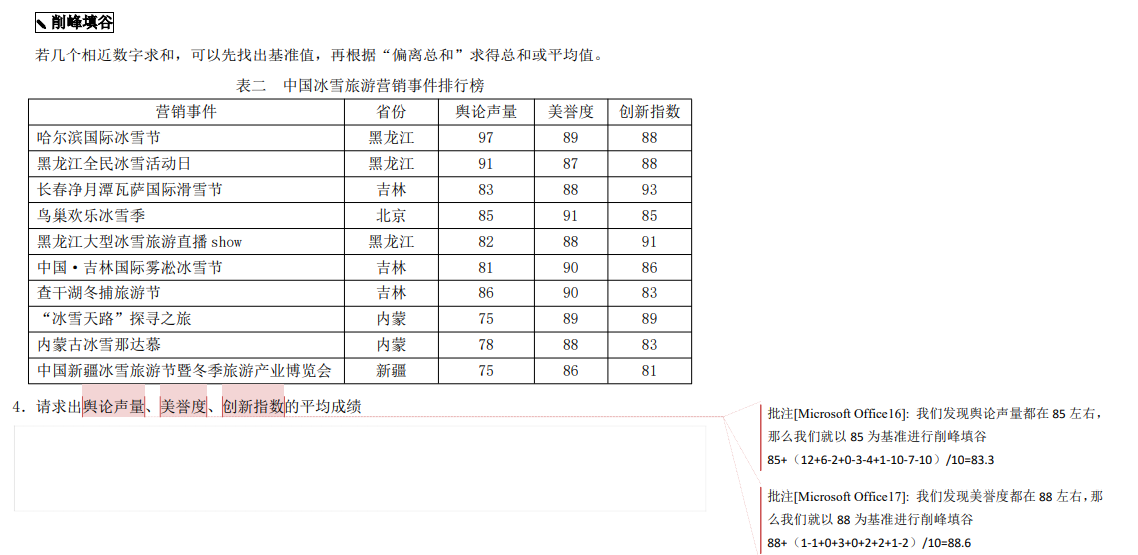 削峰填谷
若几个相近数字求和，可以先找出基准值，再根据“偏离总和”求得总和或平均值。
表二 中国冰雪旅游营销事件排行榜
营销事件 省份 舆论声量 美誉度 创新指数
哈尔滨国际冰雪节 黑龙江 97 89 88
黑龙江全民冰雪活动日 黑龙江 91 87 88
长春净月潭瓦萨国际滑雪节 吉林 83 88 93
鸟巢欢乐冰雪季 北京 85 91 85
黑龙江大型冰雪旅游直播 show 黑龙江 82 88 91
中国·吉林国际雾凇冰雪节 吉林 81 90 86
查干湖冬捕旅游节 吉林 86 90 83
“冰雪天路”探寻之旅 内蒙 75 89 89
内蒙古冰雪那达慕 内蒙 78 88 83
中国新疆冰雪旅游节暨冬季旅游产业博览会 新疆 75 86 81
4. 请求出舆论声量、美誉度、创新指数的平均成绩
批注[Microsoft Office16]: 我们发现舆论声量都在 85 左右，
那么我们就以 85 为基准进行削峰填谷
85+（12+6-2+0-3-4+1-10-7-10）/10=83.3
批注[Microsoft Office17]: 我们发现美誉度都在 88 左右，那
么我们就以 88 为基准进行削峰填谷
88+（1-1+0+3+0+2+2+1-2）/10=88.6